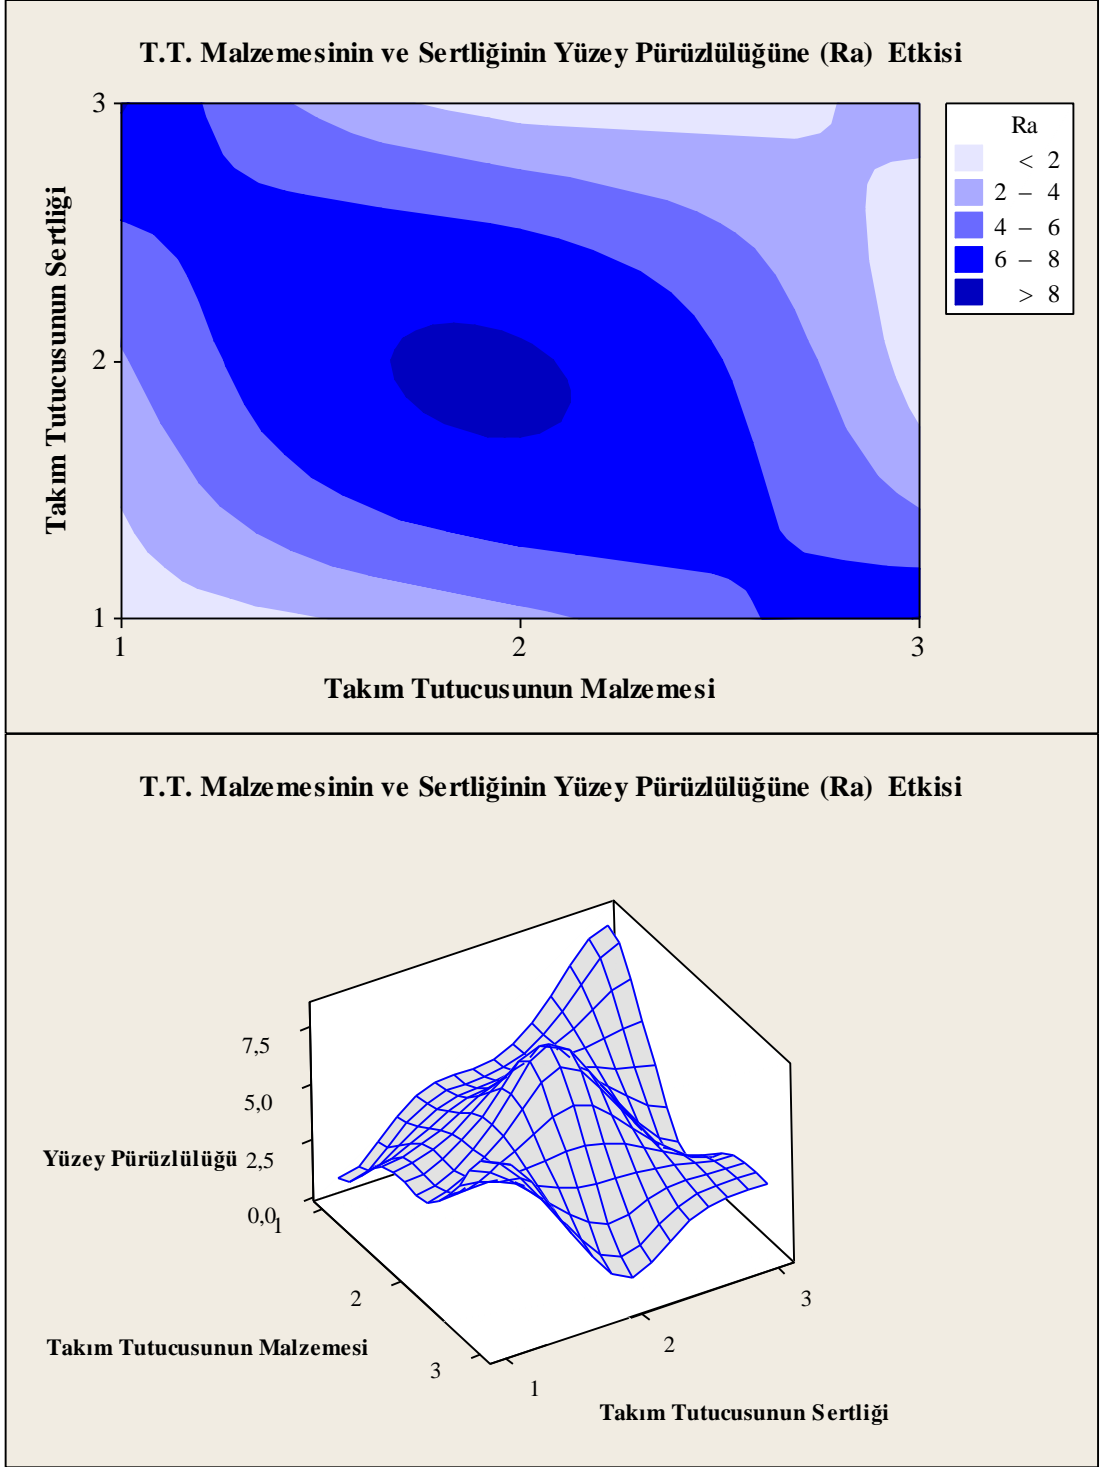 T.T. Malzemesinin ve Sertliğinin Yüzey Pürüzlülüğüne (Ra) Etkisi
3
2
1
Takım Tutucusunun Sertliği
1
2
3
Takım Tutucusunun Malzemesi
Ra
< 2
2 – 4
4 – 6
6 – 8
> 8
T.T. Malzemesinin ve Sertliğinin Yüzey Pürüzlülüğüne (Ra) Etkisi
7,5
5,0
2,5
0,0
Yüzey Pürüzlülüğü
1
2
3
Takım Tutucusunun Malzemesi
1
2
3
Takım Tutucusunun Sertliği